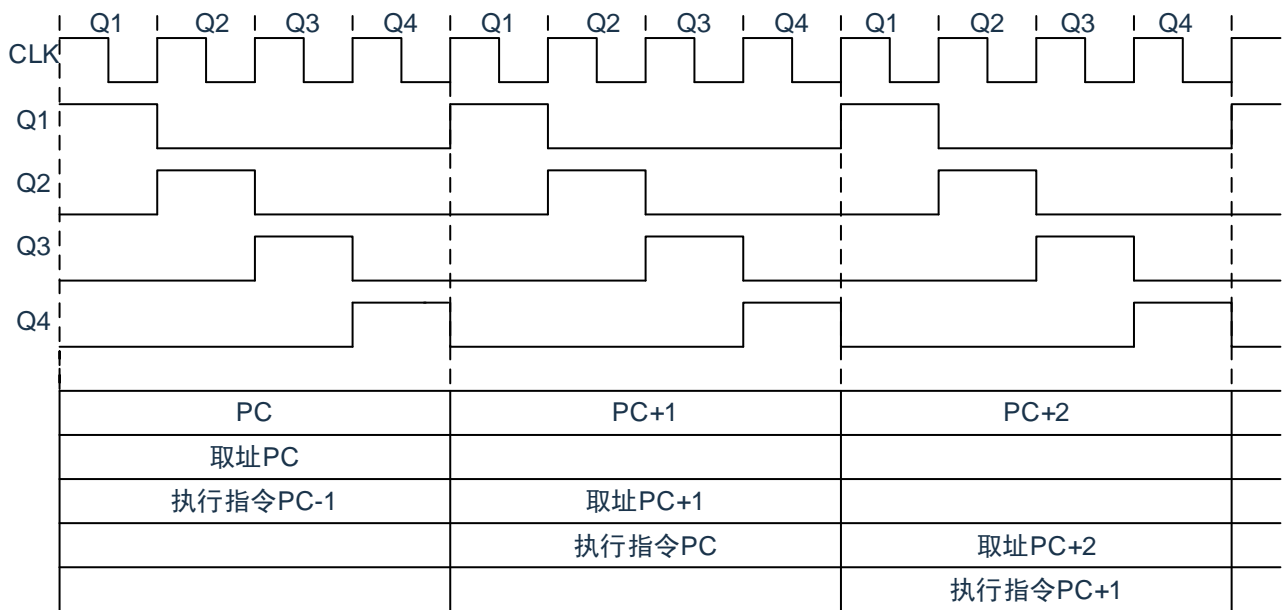 Q1 Q2 Q3 Q4 Q1 Q2 Q3 Q4 Q1 Q2 Q3 Q4
CLK
Q1
Q2
Q3
Q4
PC PC+1 PC+2
取址PC
执行指令PC-1 取址PC+1
执行指令PC 取址PC+2
执行指令PC+1